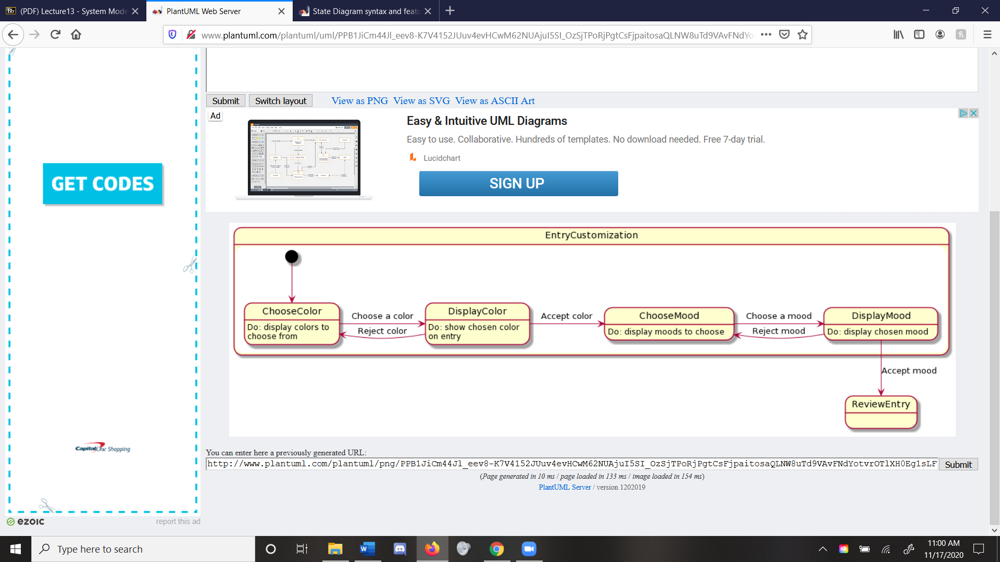 (PDF) Lecture13 - System Mode
PlantUML Web Server
State Diagram syntax and featu
www.plantuml.com/plantuml/uml/PPB1JiCm44Jl_eev8-K7V4152JUuv4evHCwM62NUAjuI5SI_OzSjTPoRjPgtCsFjpaitosaQLNW8uTd9VAvFNdYo
Submit
Switch layout
View as PNG View as SVG View as ASCII Art
Ad
Easy & Intuitive UML Diagrams
Easy to use. Collaborative. Hundreds of templates. No download needed. Free 7-day trial.
Lucidchart
SIGN UP
GET CODES
CapitalOne Shopping
ezoic
report this ad
EntryCustomization
ChooseColor
Do: display colors to
choose from
Choose a color
Reject color
DisplayColor
Do: show chosen color
on entry
Accept color
ChooseMood
Do: display moods to choose
Choose a mood
Reject mood
DisplayMood
Do: display chosen mood
Accept mood
ReviewEntry
You can enter here a previously generated URL:
http://www.plantuml.com/plantuml/png/PPB1JiCm44Jl_eev8-K7V4152JUuv4evHCwM62NUAjuI5SI_OzSjTPoRjPgtCsFjpaitosaQLNW8uTd9VAvFNdYotvrOTlXH0Eg1sLF
Submit
(Page generated in 10 ms / page loaded in 133 ms / image loaded in 154 ms)
PlantUML Server / version 1202019
Type here to search
11:00 AM
11/17/2020